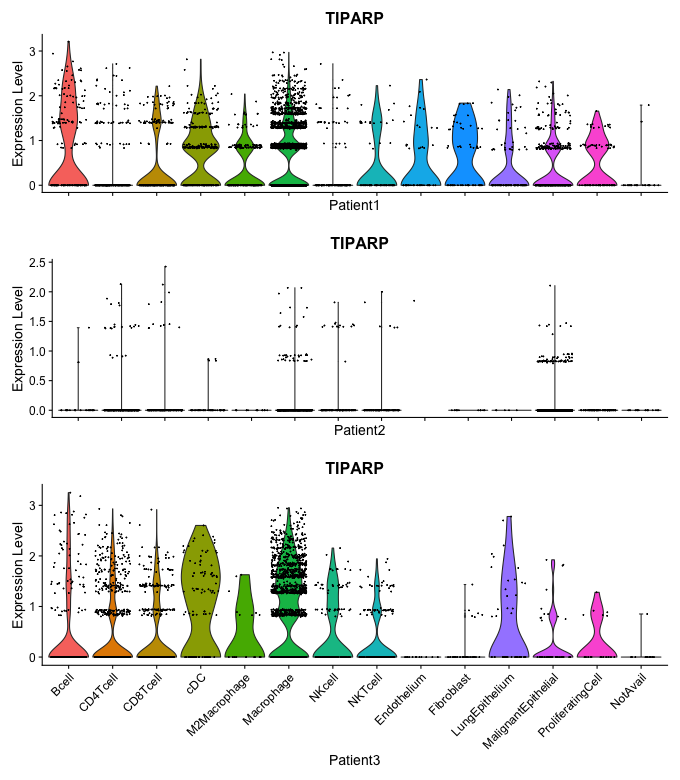 TIPARP
Expression Level
3
2
1
0
Patient1
TIPARP
Expression Level
2.5
2.0
1.5
1.0
0.5
0.0
Patient2
TIPARP
Expression Level
3
2
1
0
Bcell
CD4Tcell
CD8Tcell
cDC
M2Macrophage
Macrophage
NKcell
NKTcell
Endothelium
Fibroblast
LungEpithelium
MalignantEpithelial
ProliferatingCell
NotAvail
Patient3